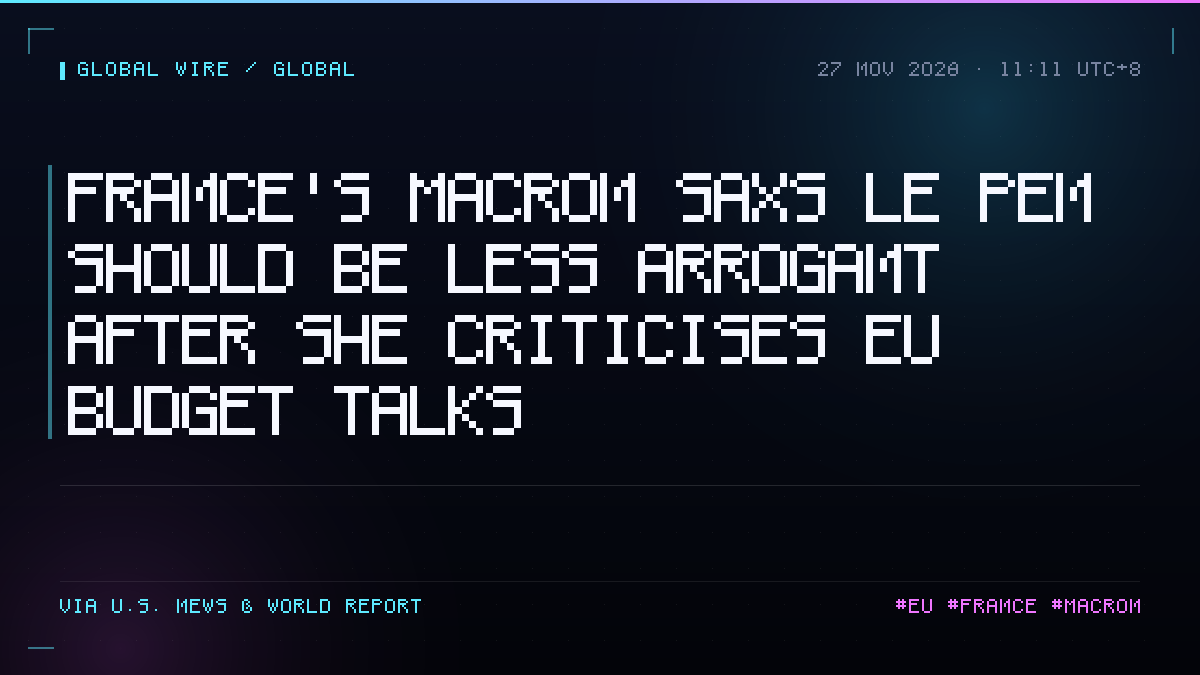 GLOBAL WIRE / GLOBAL
27 NOV · 11:11 UTC+8
FRANCE'S MACRON SAYS LE PEN
SHOULD BE LESS ARROGANT
AFTER SHE CRITICISES EU
BUDGET TALKS
VIA U.S. NEWS & WORLD REPORT
#EU #FRANCE #MACRON